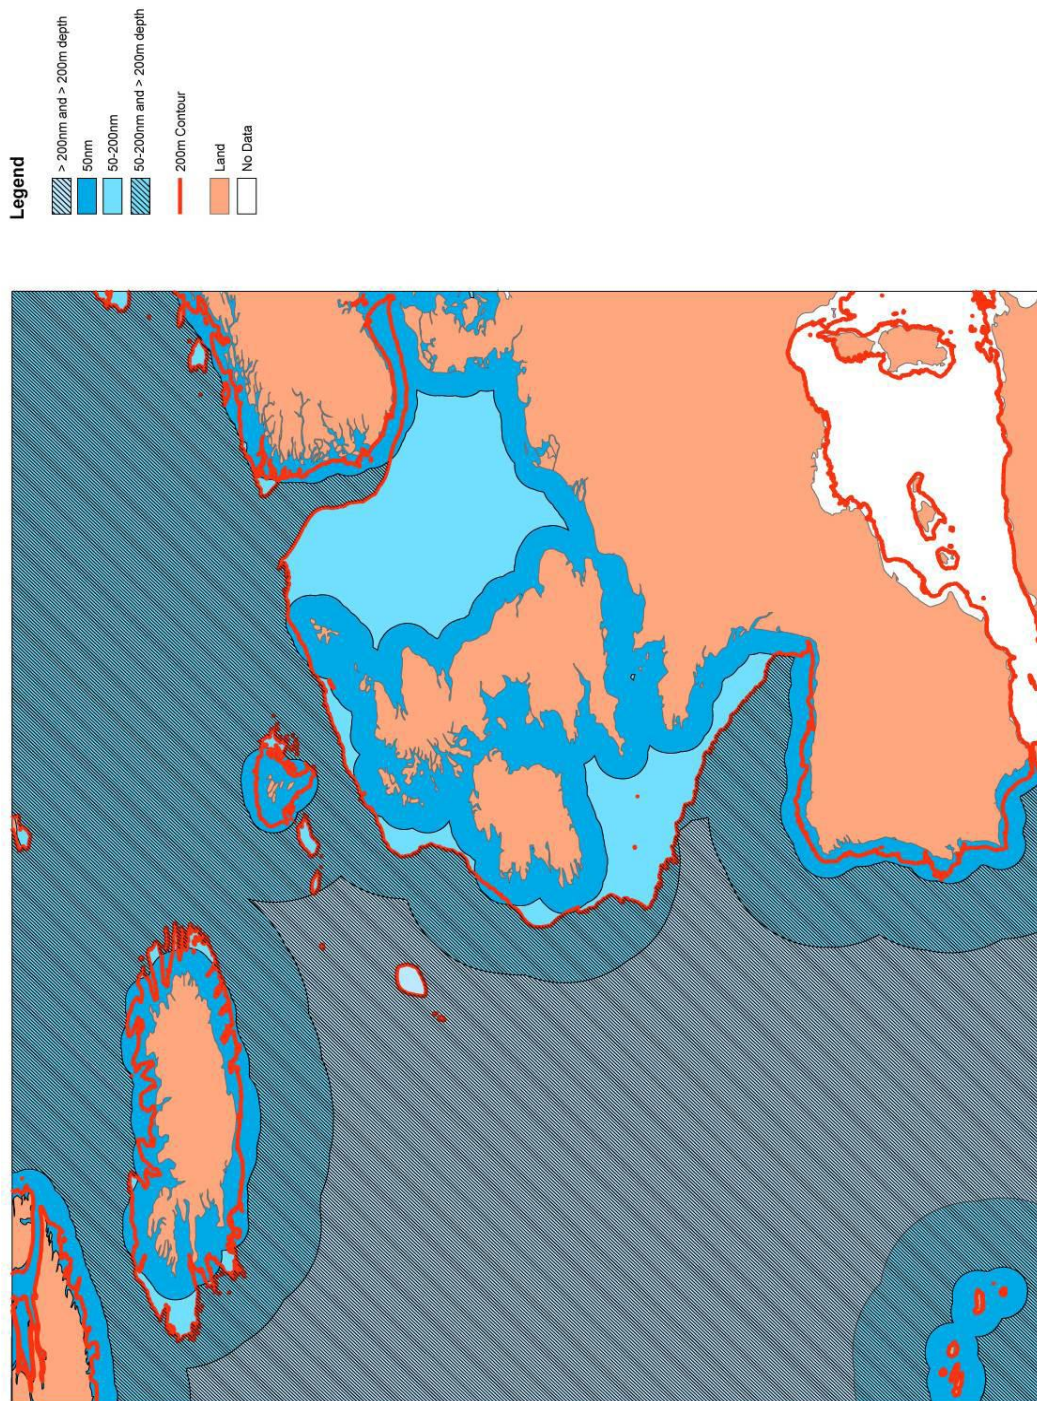 Legend
> 200nm and > 200m depth
50nm
50-200nm
50-200nm and > 200m depth
200m Contour
Land
No Data